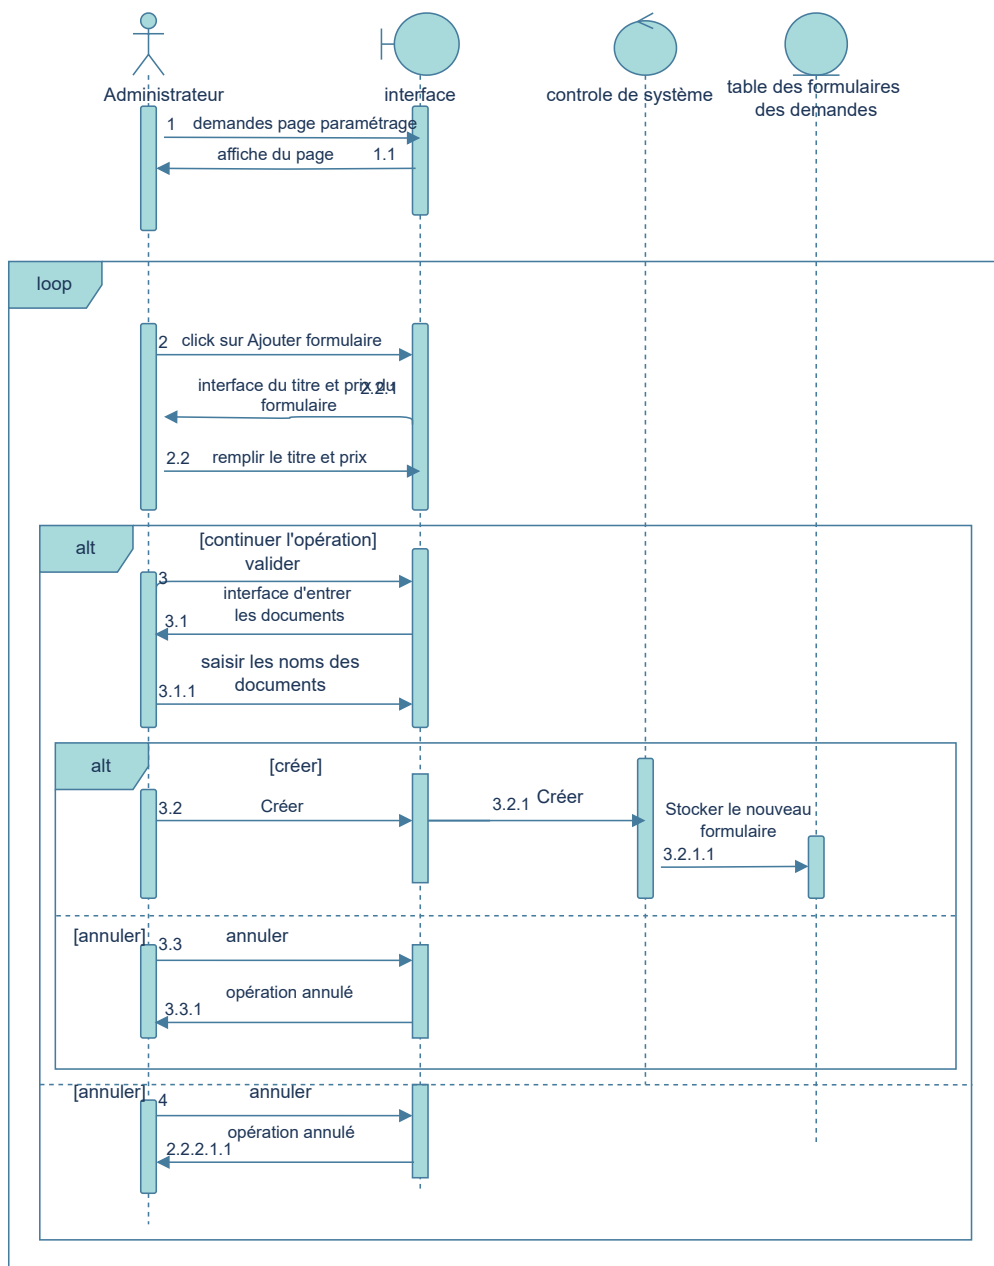 Administrateur
interface
controle de système
table des formulaires
des demandes
1 demandes page paramétrage
affiche du page 1.1
loop
2 click sur Ajouter formulaire
interface du titre et prix du 2.2.1
formulaire
2.2 remplir le titre et prix
alt
[continuer l'opération]
valider
3
interface d'entrer
les documents
3.1
saisir les noms des
documents
3.1.1
alt
[créer]
3.2 Créer
3.2.1 Créer
Stocker le nouveau
formulaire
3.2.1.1
[annuler]
3.3 annuler
opération annulé
3.3.1
[annuler]
4 annuler
opération annulé
2.2.2.1.1